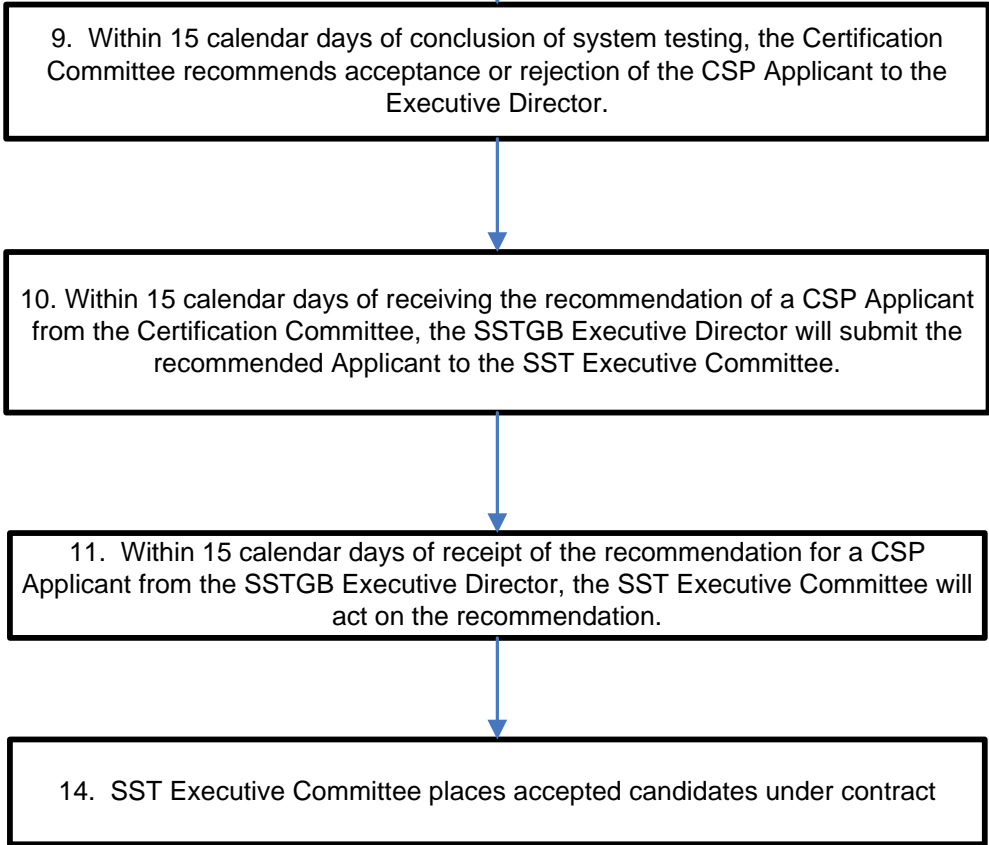 9.  Within 15 calendar days of conclusion of system testing, the Certification
Committee recommends acceptance or rejection of the CSP Applicant to the
Executive Director.
10. Within 15 calendar days of receiving the recommendation of a CSP Applicant
from the Certification Committee, the SSTGB Executive Director will submit the
recommended Applicant to the SST Executive Committee.
11.  Within 15 calendar days of receipt of the recommendation for a CSP
Applicant from the SSTGB Executive Director, the SST Executive Committee will
act on the recommendation.
14.  SST Executive Committee places accepted candidates under contract